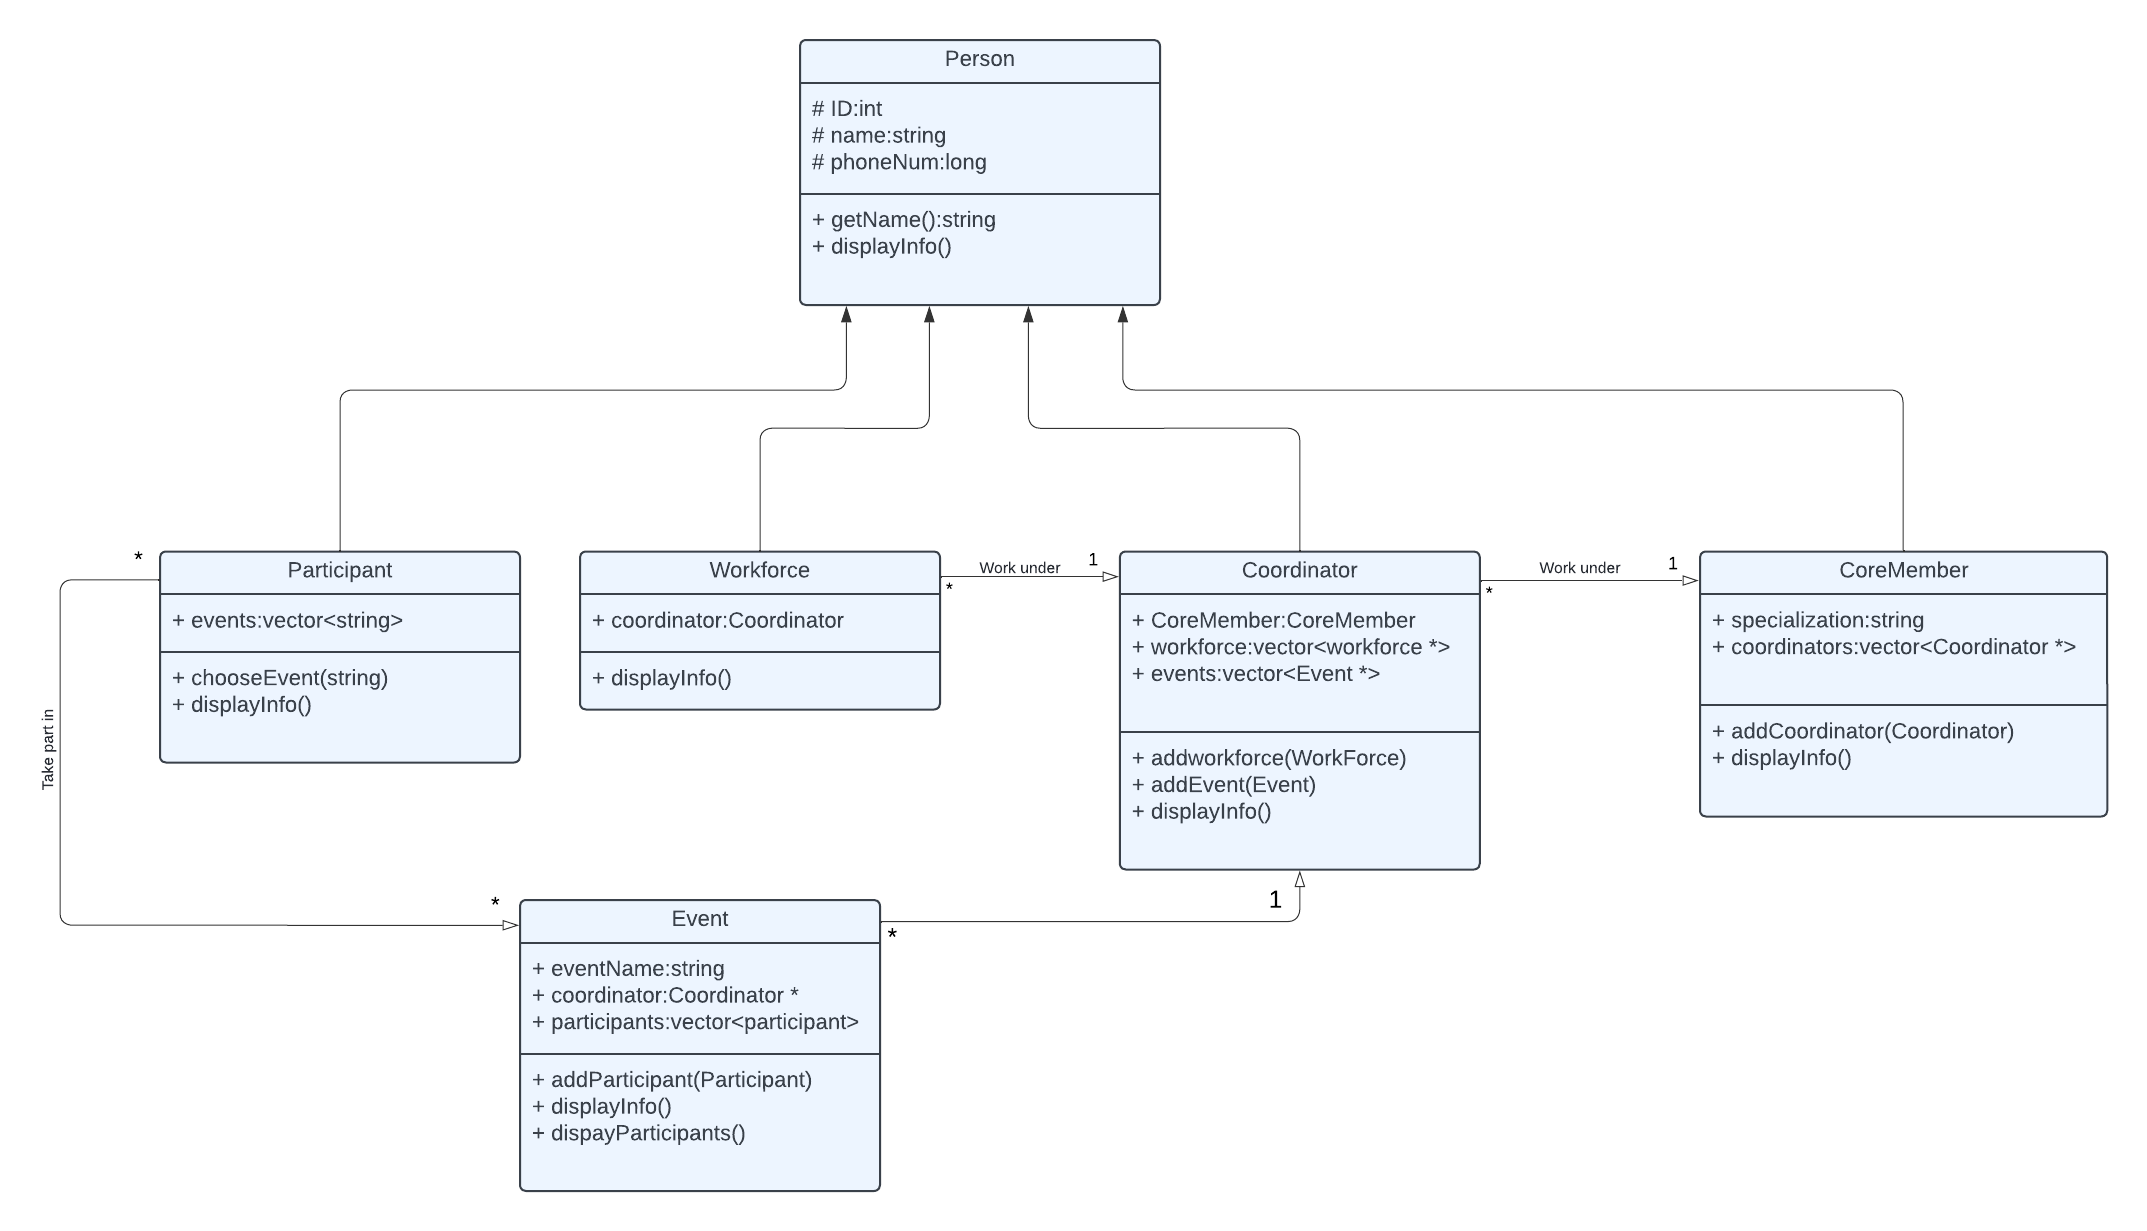 Person
# ID:int
# name:string
# phoneNum:long
+ getName():string
+ displayInfo()
*
Participant
+ events:vector<string>
+ chooseEvent(string)
+ displayInfo()
Take part in
*
Workforce
+ coordinator:Coordinator
+ displayInfo()
Work under
1
*
Coordinator
+ CoreMember:CoreMember
+ workforce:vector<workforce *>
+ events:vector<Event *>
+ addworkforce(WorkForce)
+ addEvent(Event)
+ displayInfo()
Work under
1
*
CoreMember
+ specialization:string
+ coordinators:vector<Coordinator *>
+ addCoordinator(Coordinator)
+ displayInfo()
1
*
Event
+ eventName:string
+ coordinator:Coordinator *
+ participants:vector<participant>
+ addParticipant(Participant)
+ displayInfo()
+ dispayParticipants()